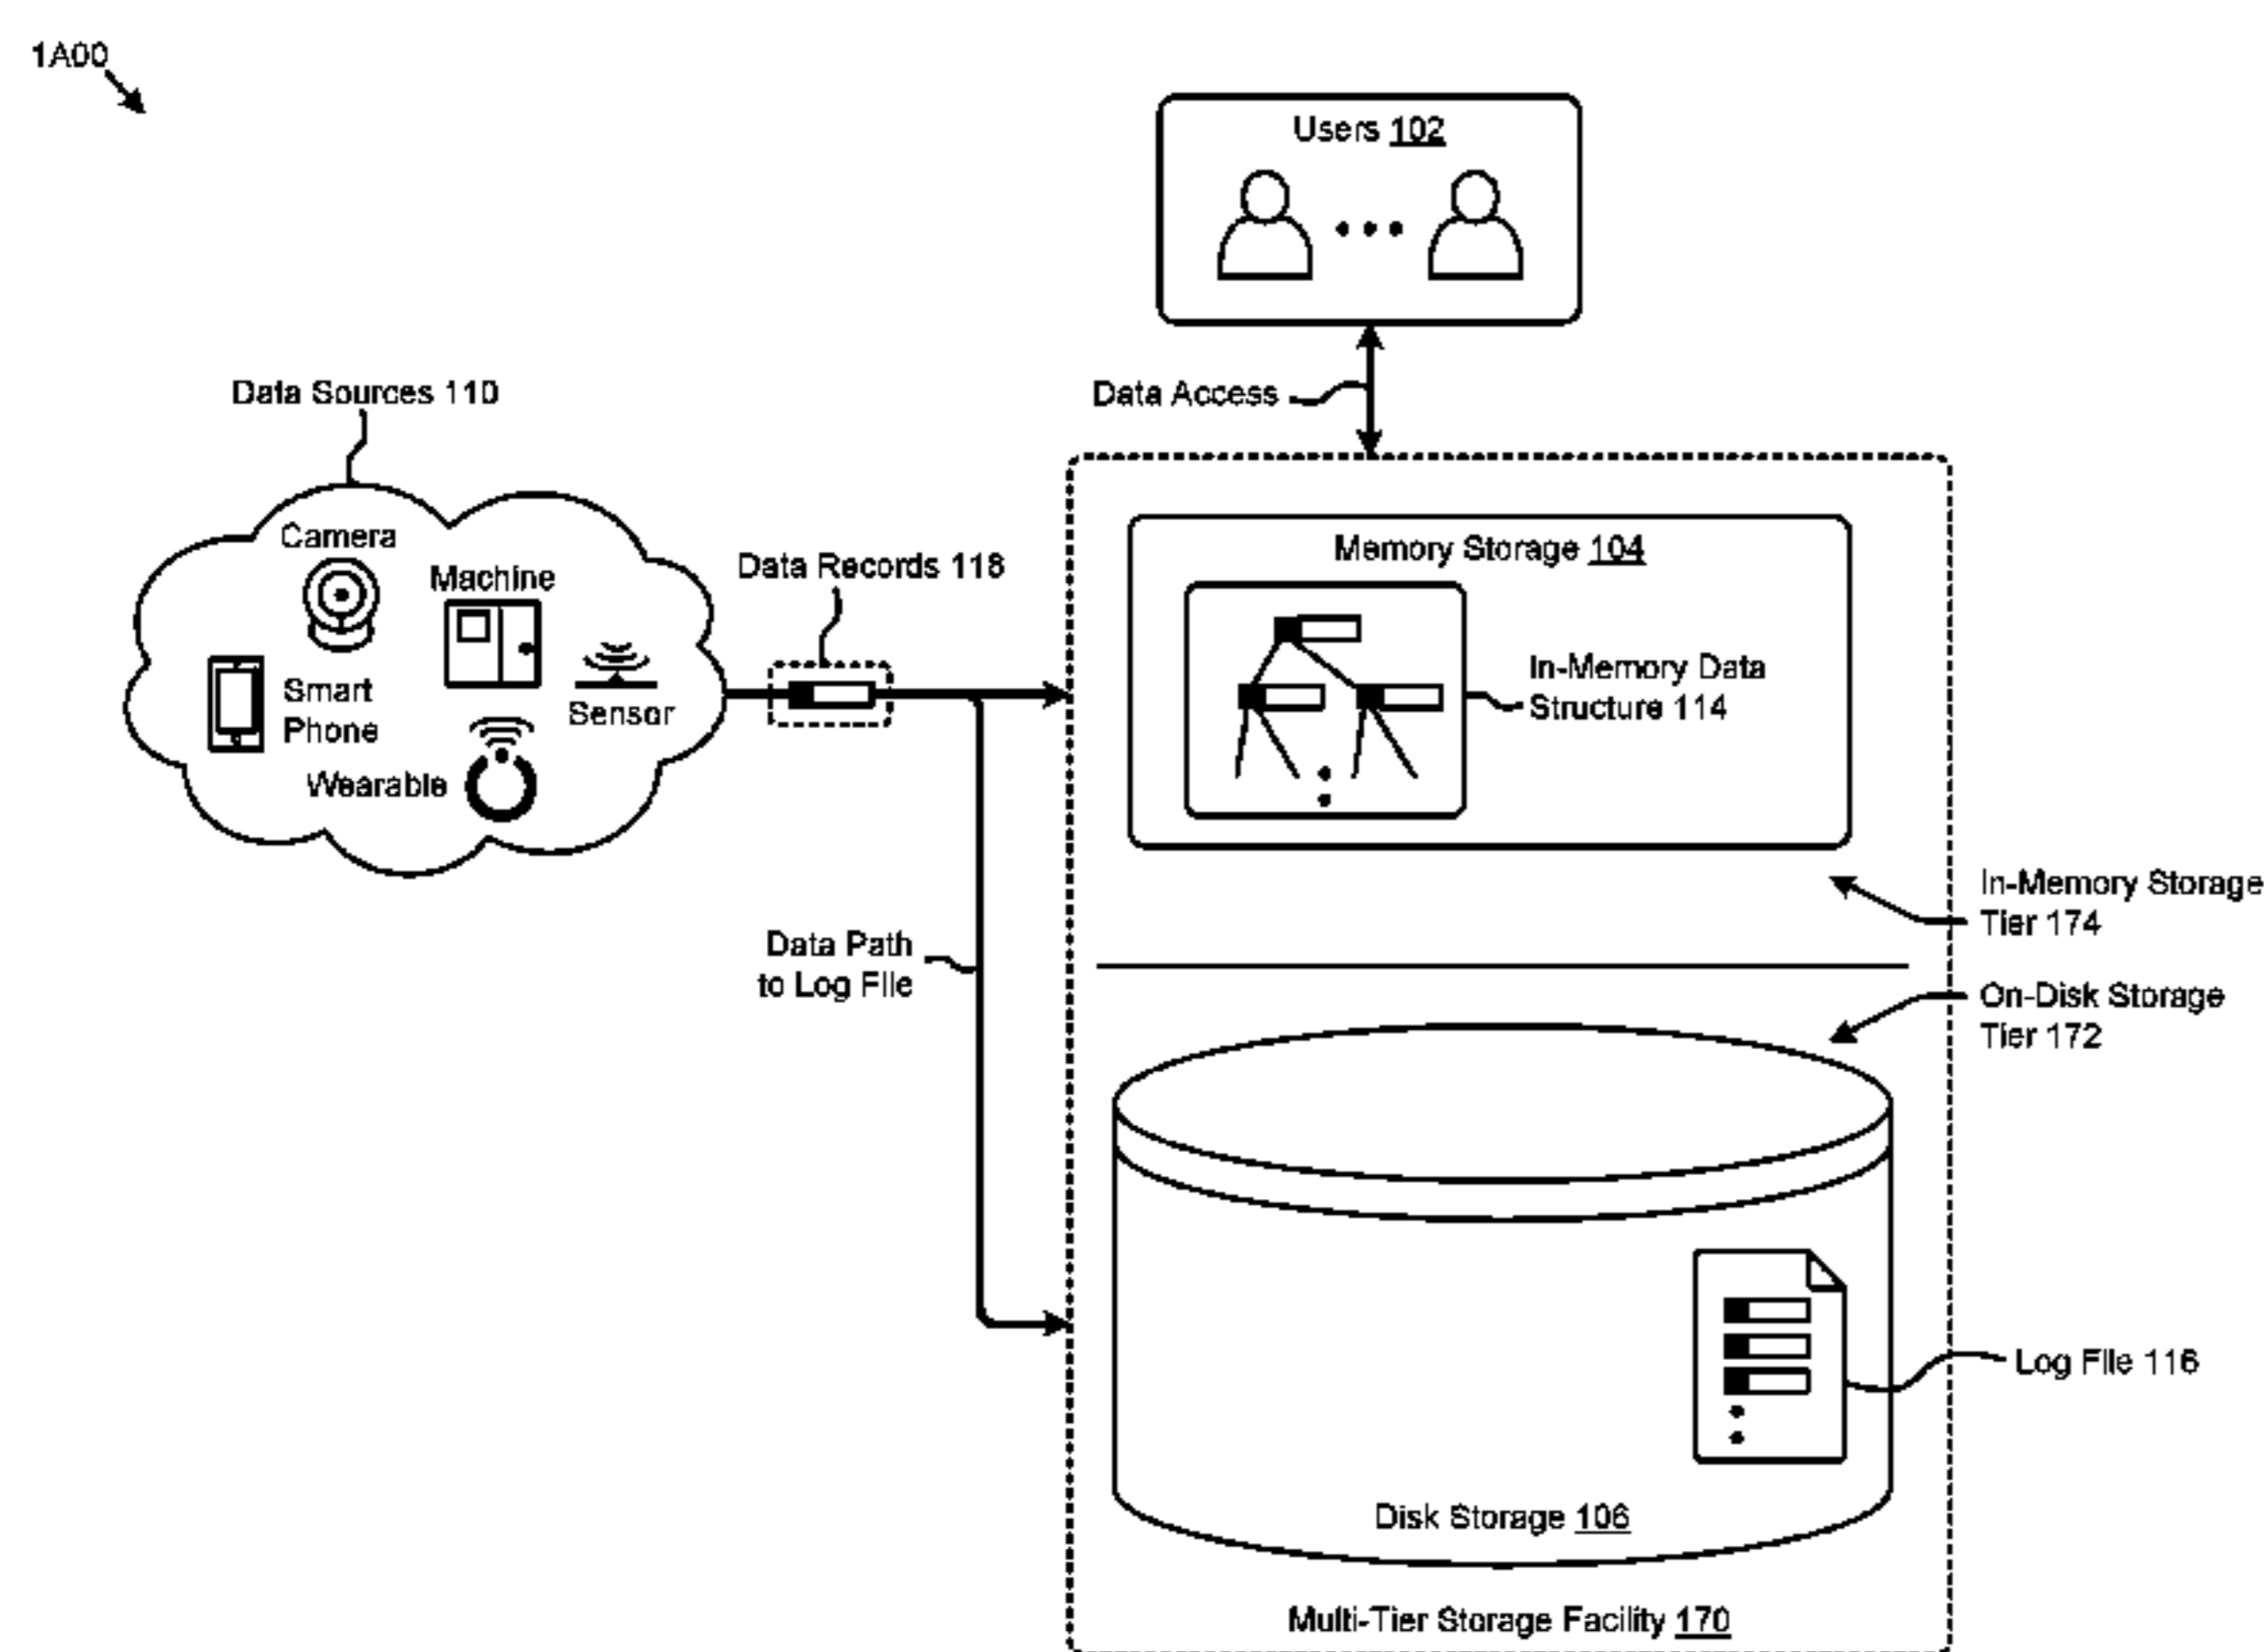 1A00
Users 102
Data Access
Data Sources 110
Camera
Machine
Smart
Phone
Sensor
Wearable
Data Records 118
Memory Storage 104
In-Memory Data
Structure 114
In-Memory Storage
Tier 174
Data Path
to Log File
On-Disk Storage
Tier 172
Log File 116
Disk Storage 106
Multi-Tier Storage Facility 170